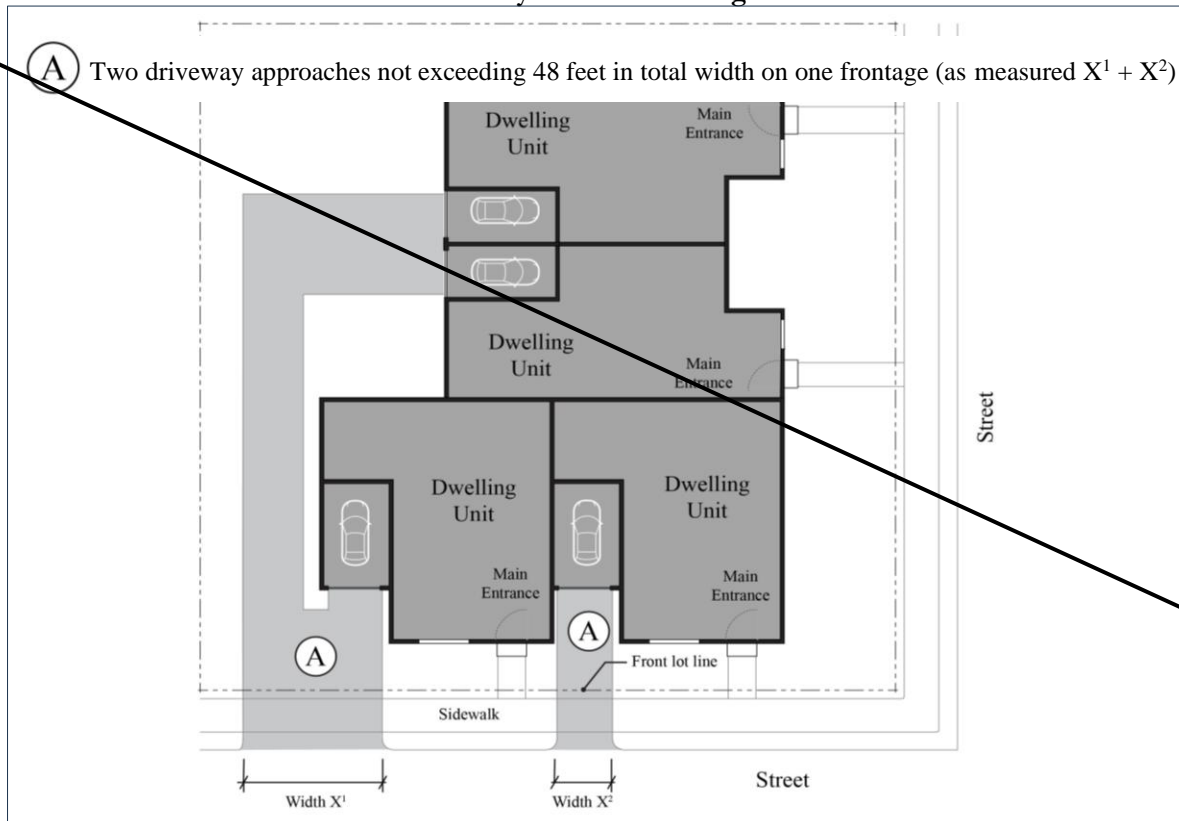 A Two driveway approaches not exceeding 48 feet in total width on one frontage (as measured X¹ + X²)
Dwelling
Unit
Main
Entrance
Dwelling
Unit
Main
Entrance
Street
Dwelling
Unit
Dwelling
Unit
Main
Entrance
Main
Entrance
A
A
Front lot line
Sidewalk
Street
Width X¹
Width X²